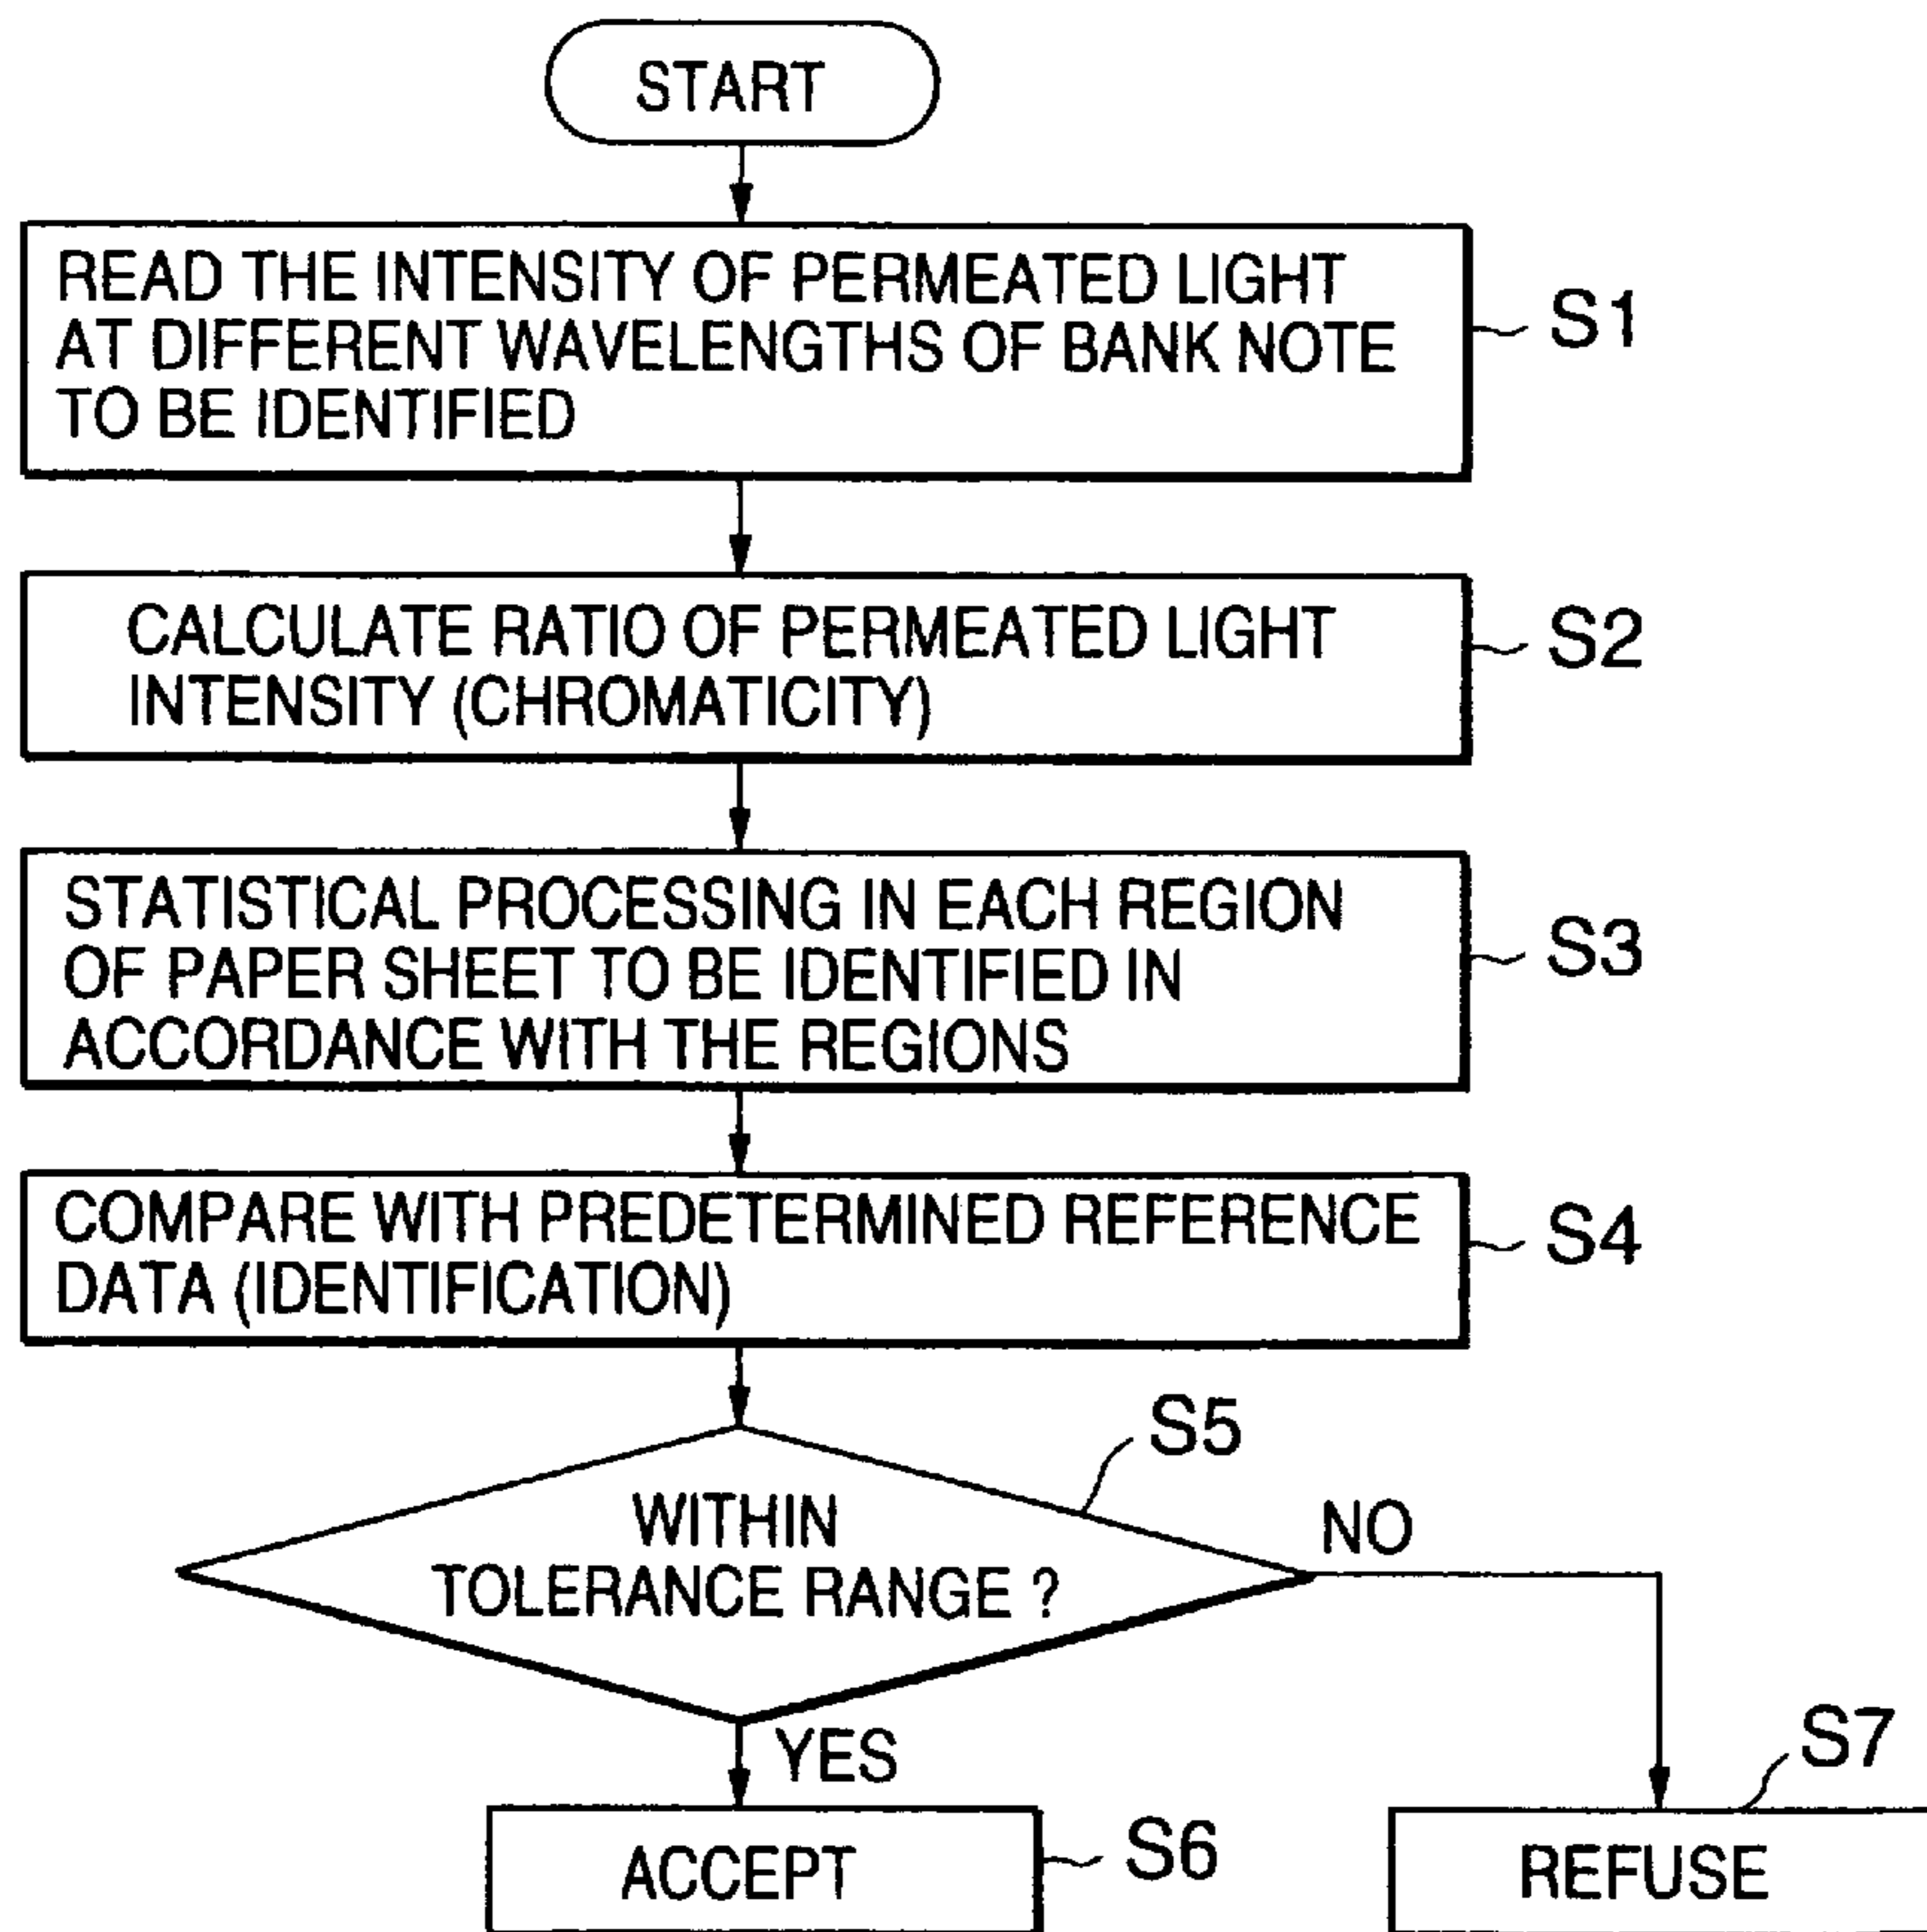 START
READ THE INTENSITY OF PERMEATED LIGHT
AT DIFFERENT WAVELENGTHS OF BANK NOTE
TO BE IDENTIFIED
S1
CALCULATE RATIO OF PERMEATED LIGHT
INTENSITY (CHROMATICITY)
S2
STATISTICAL PROCESSING IN EACH REGION
OF PAPER SHEET TO BE IDENTIFIED IN
ACCORDANCE WITH THE REGIONS
S3
COMPARE WITH PREDETERMINED REFERENCE
DATA (IDENTIFICATION)
S4
S5
WITHIN
TOLERANCE RANGE ?
NO
YES
S7
ACCEPT
S6
REFUSE